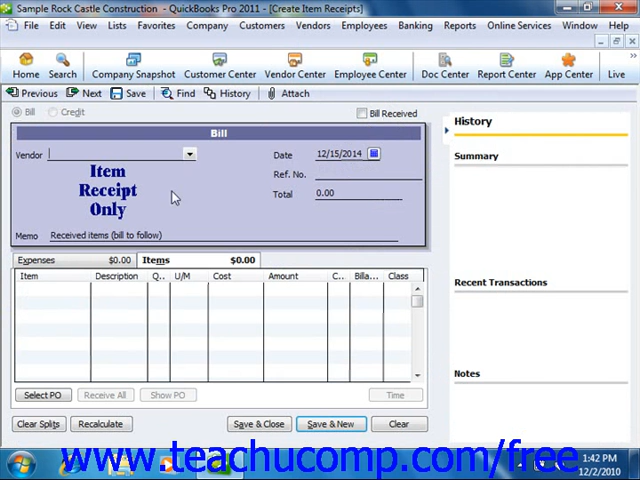 Sample Rock Castle Construction - QuickBooks Pro 2011 - [Create Item Receipts]
File Edit View Lists Favorites Company Customers Vendors Employees Banking Reports Online Services Window Help
Home Search Company Snapshot Customer Center Vendor Center Employee Center Doc Center Report Center App Center Live
Previous Next Save Find History Attach
Bill Credit Bill Received
Bill
Vendor Date 12/15/2014
Item
Receipt
Only
Ref. No.
Total 0.00
Memo Received items (bill to follow)
Expenses $0.00 Items $0.00
Item Description Q... U/M Cost Amount C... Billa... Class
Select PO Receive All Show PO Time
Clear Splits Recalculate Save & Close Save & New Clear
History
Summary
Recent Transactions
Notes
www.teachucomp.com/free
1:42 PM
12/2/2010